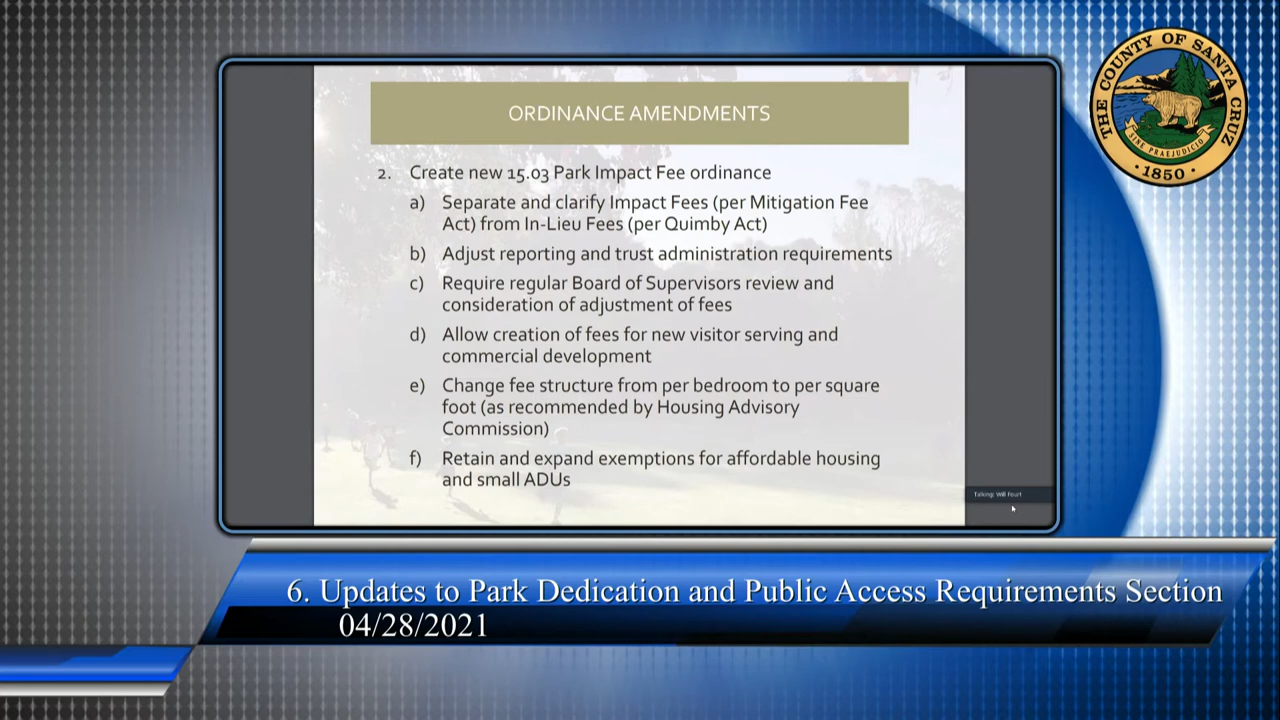 ORDINANCE AMENDMENTS
2. Create new 15.03 Park Impact Fee ordinance
a) Separate and clarify Impact Fees (per Mitigation Fee
Act) from In-Lieu Fees (per Quimby Act)
b) Adjust reporting and trust administration requirements
c) Require regular Board of Supervisors review and
consideration of adjustment of fees
d) Allow creation of fees for new visitor serving and
commercial development
e) Change fee structure from per bedroom to per square
foot (as recommended by Housing Advisory
Commission)
f) Retain and expand exemptions for affordable housing
and small ADUs
Talking: Will Fourt
THE COUNTY OF SANTA CRUZ
SINE PRAEJUDICIO
• 1850 •
6. Updates to Park Dedication and Public Access Requirements Section
04/28/2021